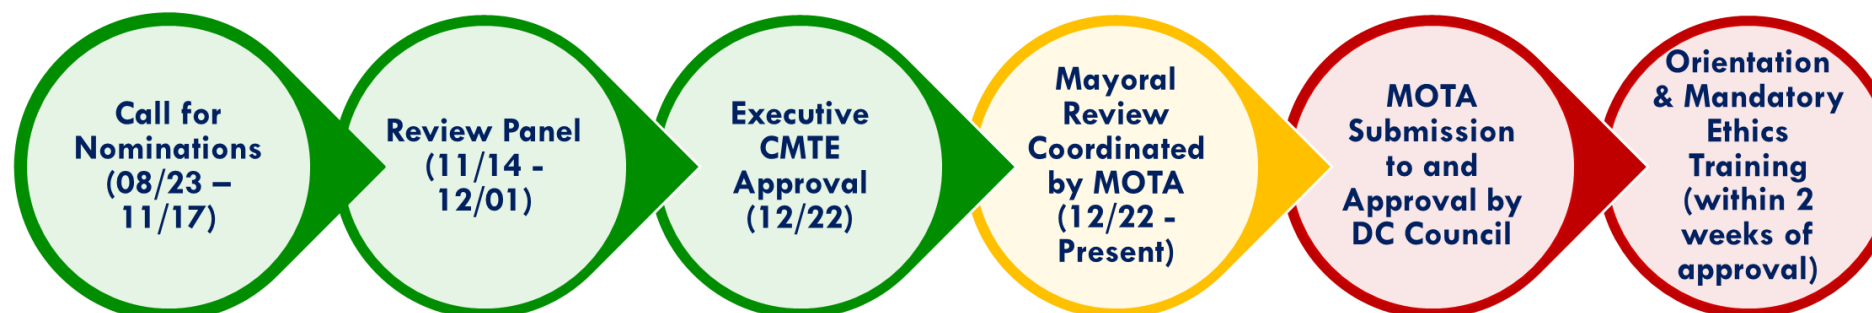 Call for
Nominations
(08/23 –
11/17)
Review Panel
(11/14 -
12/01)
Executive
CMTE
Approval
(12/22)
Mayoral
Review
Coordinated
by MOTA
(12/22 -
Present)
MOTA
Submission
to and
Approval by
DC Council
Orientation
& Mandatory
Ethics
Training
(within 2
weeks of
approval)